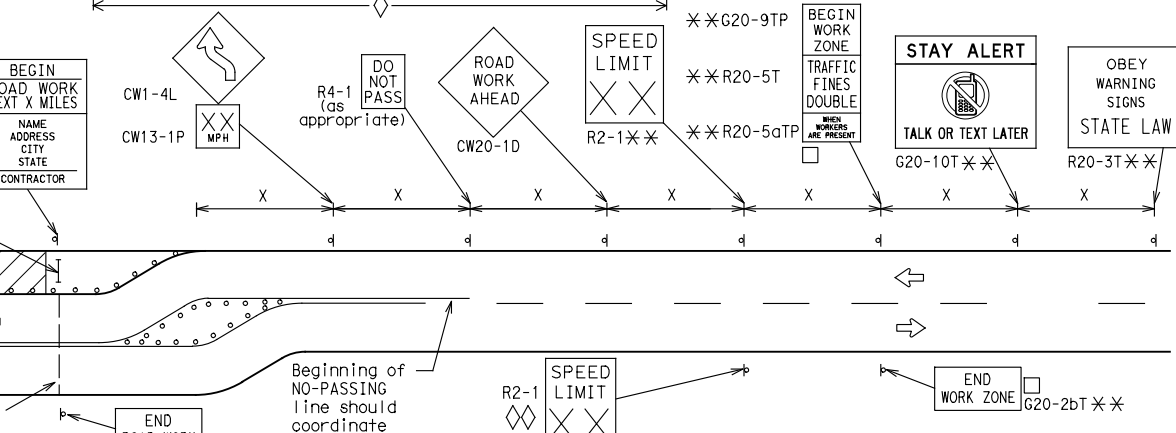 BEGIN
ROAD WORK
NEXT X MILES
NAME
ADDRESS
CITY
STATE
CONTRACTOR
CW1-4L
CW13-1P
XX
MPH
R4-1
(as
appropriate)
DO
NOT
PASS
ROAD
WORK
AHEAD
CW20-1D
SPEED
LIMIT
XX
R2-1**
**G20-9TP
**R20-5T
**R20-5aTP
BEGIN
WORK
ZONE
TRAFFIC
FINES
DOUBLE
WHEN
WORKERS
ARE PRESENT
STAY ALERT
TALK OR TEXT LATER
G20-10T**
OBEY
WARNING
SIGNS
STATE LAW
R20-3T**
X X X X X X X
Beginning of
NO-PASSING
line should
coordinate
R2-1
SPEED
LIMIT
XX
END
WORK ZONE
G20-2bT**
END